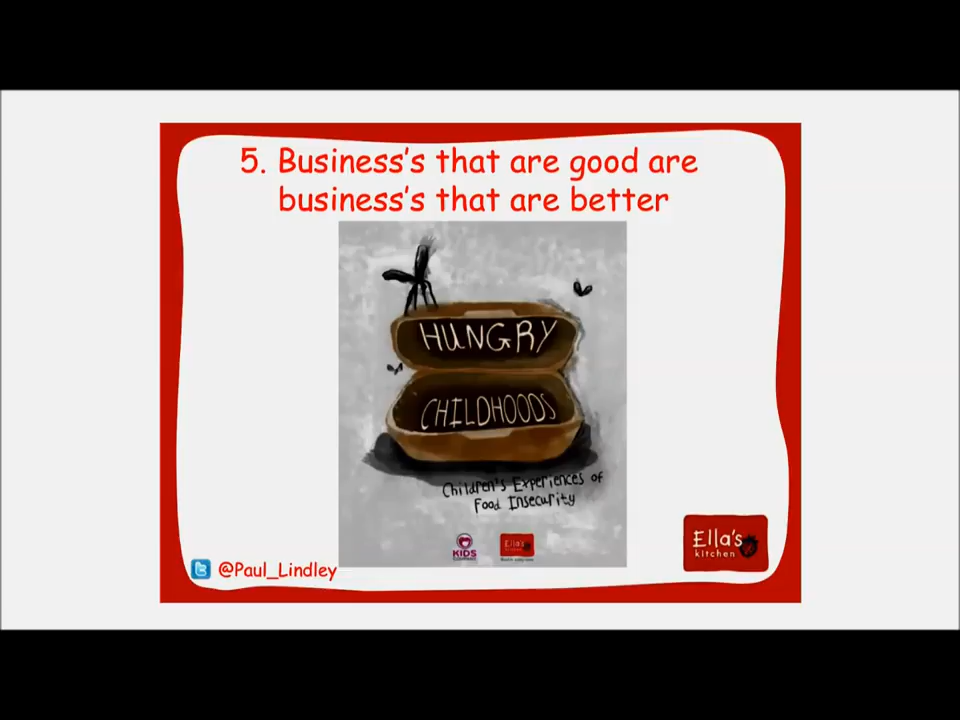 5. Business's that are good are
business's that are better
HUNGRY
CHILDHOODS
Children's Experiences of
Food Insecurity
KIDS
Ella's
Ella's
kitchen
@Paul_Lindley